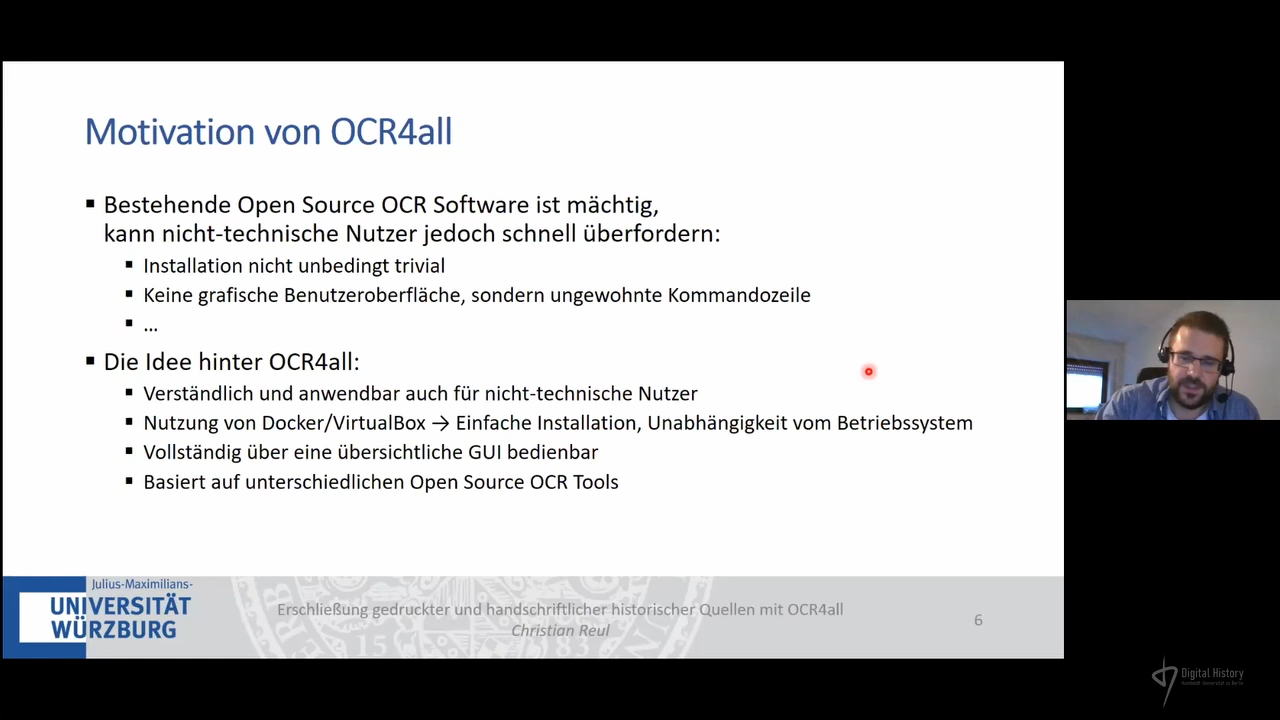 Motivation von OCR4all
▪ Bestehende Open Source OCR Software ist mächtig,
kann nicht-technische Nutzer jedoch schnell überfordern:
▪ Installation nicht unbedingt trivial
▪ Keine grafische Benutzeroberfläche, sondern ungewohnte Kommandozeile
▪ …
▪ Die Idee hinter OCR4all:
▪ Verständlich und anwendbar auch für nicht-technische Nutzer
▪ Nutzung von Docker/VirtualBox → Einfache Installation, Unabhängigkeit vom Betriebssystem
▪ Vollständig über eine übersichtliche GUI bedienbar
▪ Basiert auf unterschiedlichen Open Source OCR Tools
Julius-Maximilians-
UNIVERSITÄT
WÜRZBURG
Erschließung gedruckter und handschriftlicher historischer Quellen mit OCR4all
Christian Reul
6
Digital History
Humboldt-Universität zu Berlin